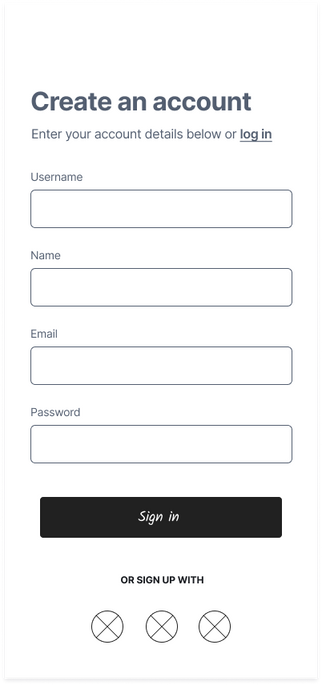 Create an account
Enter your account details below or log in
Username
Name
Email
Password
Sign in
OR SIGN UP WITH